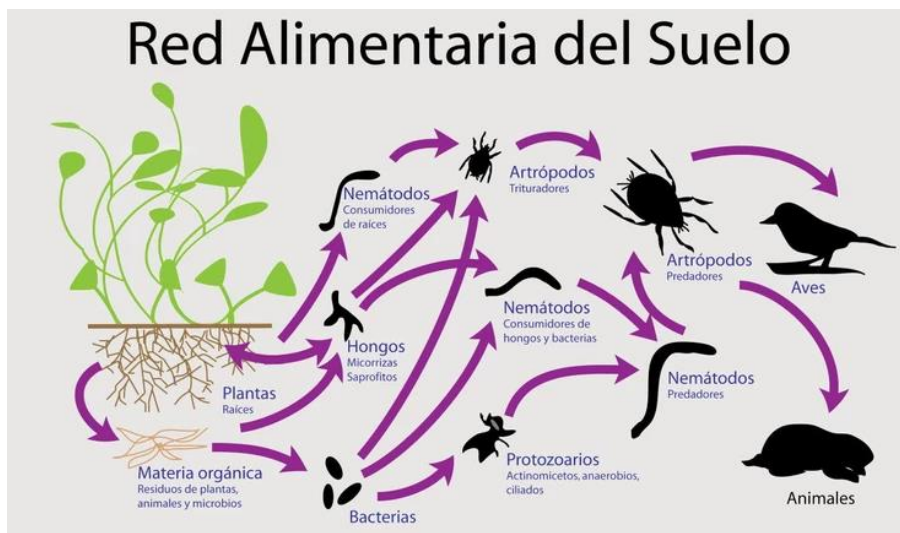 Red Alimentaria del Suelo
Nemátodos
Consumidores
de raíces
Artrópodos
Trituradores
Artrópodos
Predadores
Aves
Nemátodos
Consumidores de
hongos y bacterias
Hongos
Micorrizas
Saprofitos
Plantas
Raíces
Nemátodos
Predadores
Materia orgánica
Residuos de plantas,
animales y microbios
Bacterias
Protozoarios
Actinomicetos, anaerobios,
ciliados
Animales